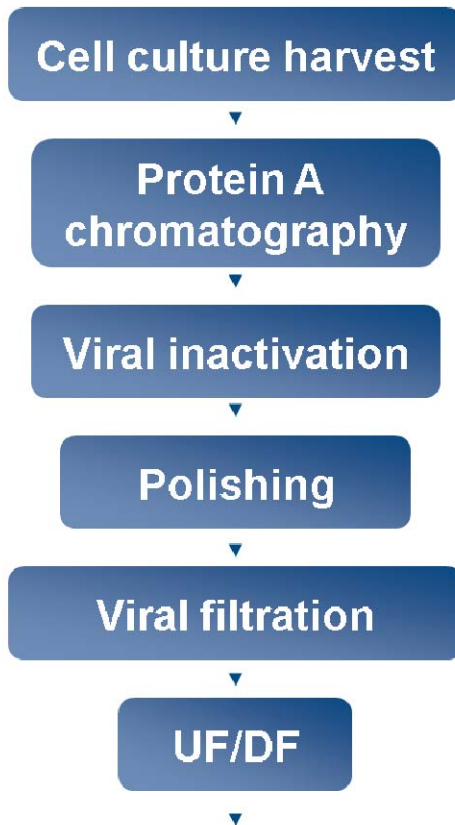 Cell culture harvest
Protein A
chromatography
Viral inactivation
Polishing
Viral filtration
UF/DF